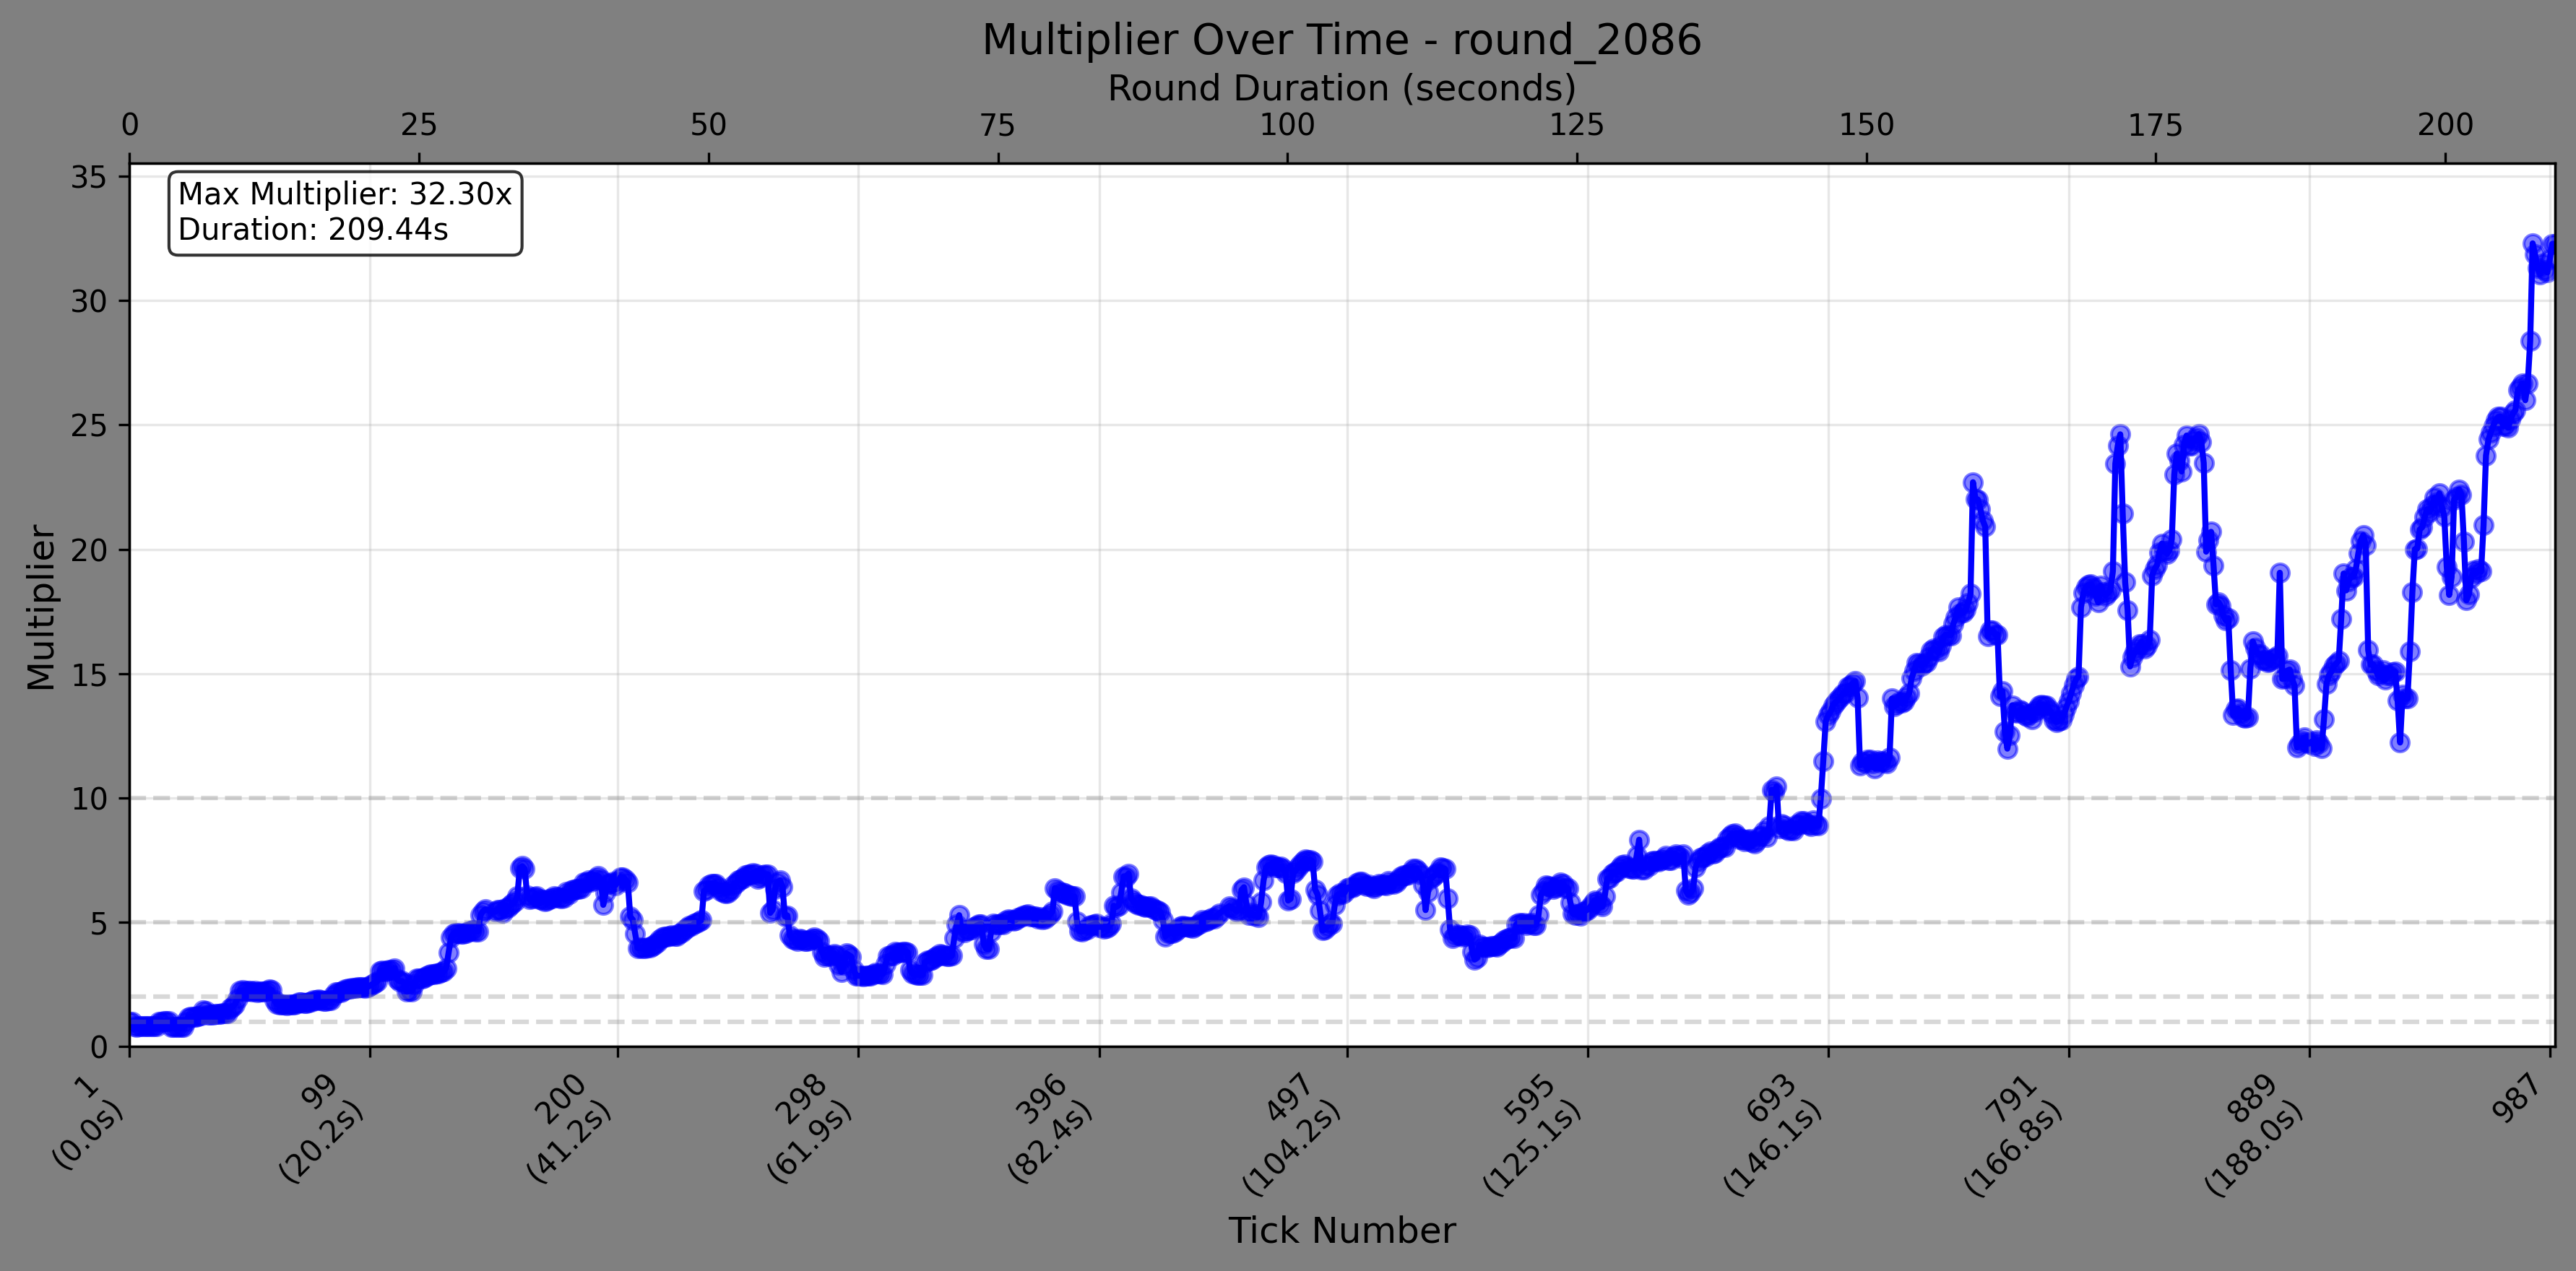 Multiplier Over Time - round_2086
Round Duration (seconds)
0 25 50 75 100 125 150 175 200
Max Multiplier: 32.30x
Duration: 209.44s
35
30
25
20
15
10
5
0
Multiplier
1
(0.0s)
99
(20.2s)
200
(41.2s)
298
(61.9s)
396
(82.4s)
497
(104.2s)
595
(125.1s)
693
(146.1s)
791
(166.8s)
889
(188.0s)
987
Tick Number